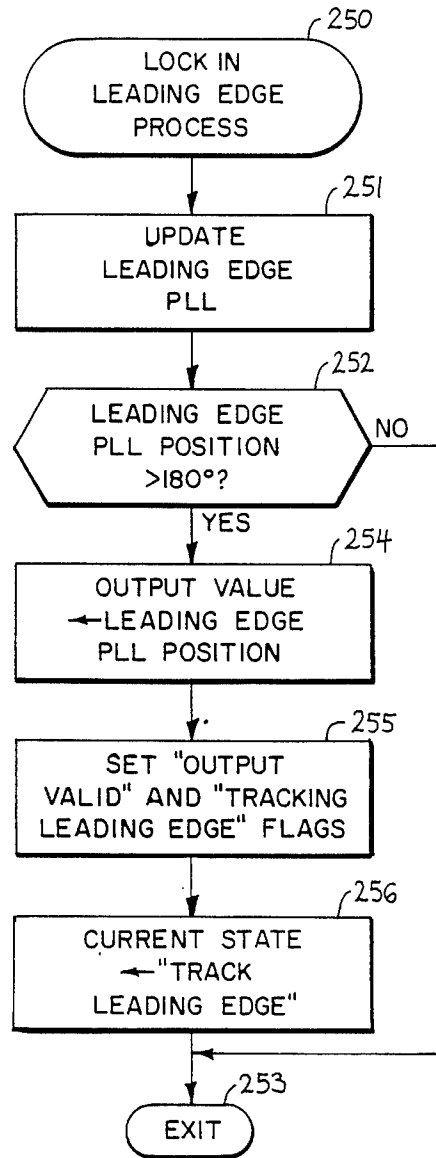 250
LOCK IN
LEADING EDGE
PROCESS
251
UPDATE
LEADING EDGE
PLL
252
LEADING EDGE
PLL POSITION
>180°?
NO
YES
254
OUTPUT VALUE
←LEADING EDGE
PLL POSITION
255
SET "OUTPUT
VALID" AND "TRACKING
LEADING EDGE" FLAGS
256
CURRENT STATE
←"TRACK
LEADING EDGE"
253
EXIT